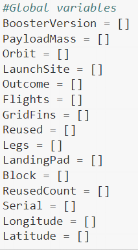 #Global variables
BoosterVersion = []
PayloadMass = []
Orbit = []
LaunchSite = []
Outcome = []
Flights = []
GridFins = []
Reused = []
Legs = []
LandingPad = []
Block = []
ReusedCount = []
Serial = []
Longitude = []
Latitude = []